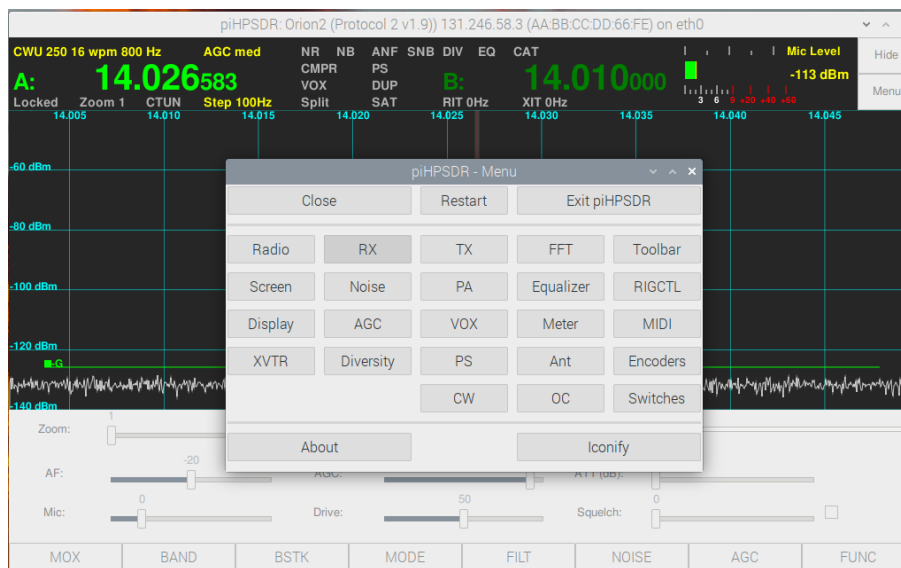 piHPSDR: Orion2 (Protocol 2 v1.9)) 131.246.58.3 (AA:BB:CC:DD:66:FE) on eth0
CWU 250 16 wpm 800 Hz AGC med NR NB ANF SNB DIV EQ CAT Mic Level Hide
CMPR PS
A: 14.026583 VOX DUP B: 14.010000 -113 dBm Menu
3 6 9 +20 +40 +60
Locked Zoom 1 CTUN Step 100Hz Split SAT RIT 0Hz XIT 0Hz
14.005 14.010 14.015 14.020 14.025 14.030 14.035 14.040 14.045
-60 dBm
piHPSDR - Menu
Close Restart Exit piHPSDR
-80 dBm
Radio RX TX FFT Toolbar
-100 dBm
Screen Noise PA Equalizer RIGCTL
Display AGC VOX Meter MIDI
-120 dBm
-G
XVTR Diversity PS Ant Encoders
CW OC Switches
-140 dBm
1
Zoom:
About Iconify
-20
AF: AGC: ATT (dB):
0 50 0
Mic: Drive: Squelch:
MOX BAND BSTK MODE FILT NOISE AGC FUNC